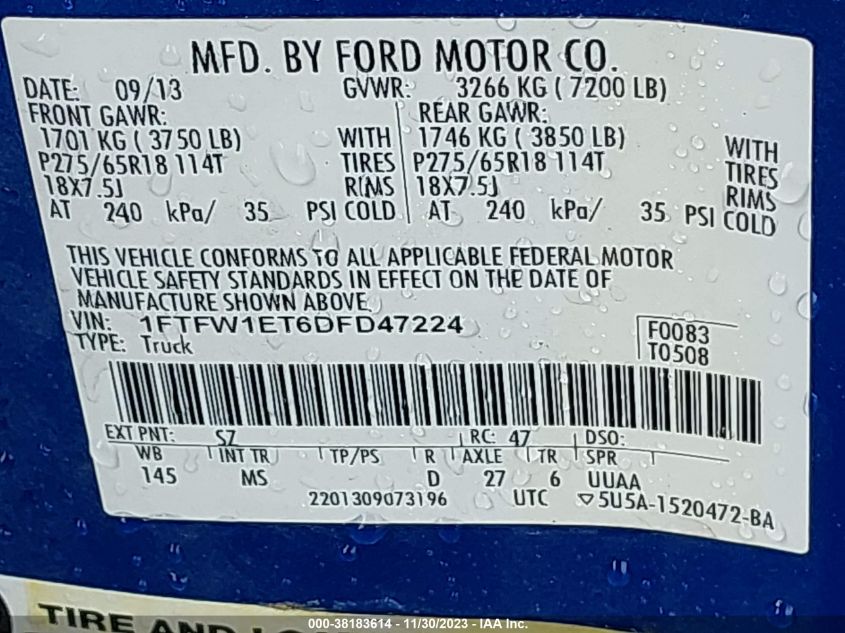 MFD. BY FORD MOTOR CO.
DATE: 09/13 GVWR: 3266 KG ( 7200 LB)
FRONT GAWR: REAR GAWR:
1701 KG ( 3750 LB) WITH 1746 KG ( 3850 LB) WITH
P275/65R18 114T TIRES P275/65R18 114T TIRES
18X7.5J RIMS 18X7.5J RIMS
AT 240 kPa/ 35 PSI COLD AT 240 kPa/ 35 PSI COLD
THIS VEHICLE CONFORMS TO ALL APPLICABLE FEDERAL MOTOR
VEHICLE SAFETY STANDARDS IN EFFECT ON THE DATE OF
MANUFACTURE SHOWN ABOVE.
VIN: 1FTFW1ET6DFD47224 F0083
TYPE: Truck T0508
EXT PNT: SZ RC: 47 DSO:
WB INT TR TP/PS R AXLE TR SPR
145 MS D 27 6 UUAA
2201309073196 UTC ▽5U5A-1520472-BA
TIRE AND
000-38183614 - 11/30/2023 - IAA Inc.